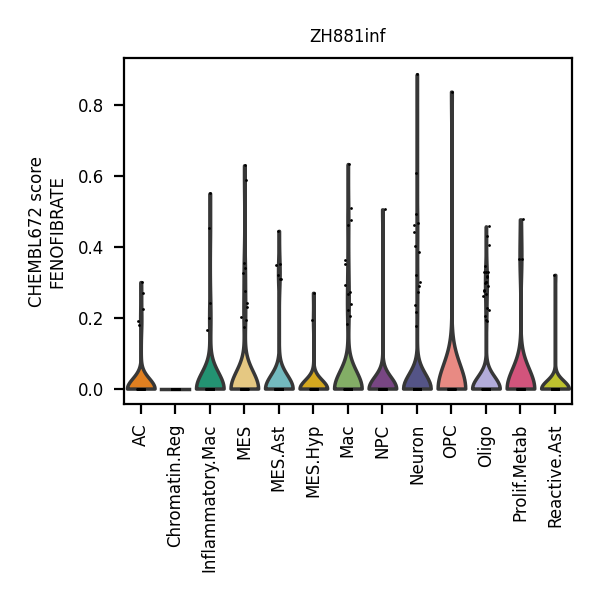 ZH881inf
CHEMBL672 score
FENOFIBRATE
0.8
0.6
0.4
0.2
0.0
AC
Chromatin.Reg
Inflammatory.Mac
MES
MES.Ast
MES.Hyp
Mac
NPC
Neuron
OPC
Oligo
Prolif.Metab
Reactive.Ast